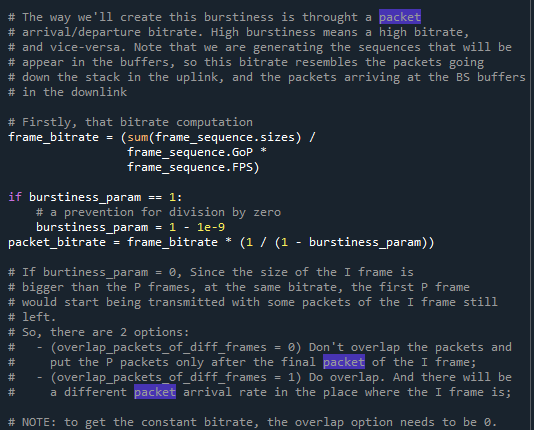 # The way we'll create this burstiness is throught a packet
# arrival/departure bitrate. High burstiness means a high bitrate,
# and vice-versa. Note that we are generating the sequences that will be
# appear in the buffers, so this bitrate resembles the packets going
# down the stack in the uplink, and the packets arriving at the BS buffers
# in the downlink
# Firstly, that bitrate computation
frame_bitrate = (sum(frame_sequence.sizes) /
frame_sequence.GoP *
frame_sequence.FPS)
if burstiness_param == 1:
# a prevention for division by zero
burstiness_param = 1 - 1e-9
packet_bitrate = frame_bitrate * (1 / (1 - burstiness_param))
# If burtiness_param = 0, Since the size of the I frame is
# bigger than the P frames, at the same bitrate, the first P frame
# would start being transmitted with some packets of the I frame still
# left.
# So, there are 2 options:
#   - (overlap_packets_of_diff_frames = 0) Don't overlap the packets and
#     put the P packets only after the final packet of the I frame;
#   - (overlap_packets_of_diff_frames = 1) Do overlap. And there will be
#     a different packet arrival rate in the place where the I frame is;
# NOTE: to get the constant bitrate, the overlap option needs to be 0.